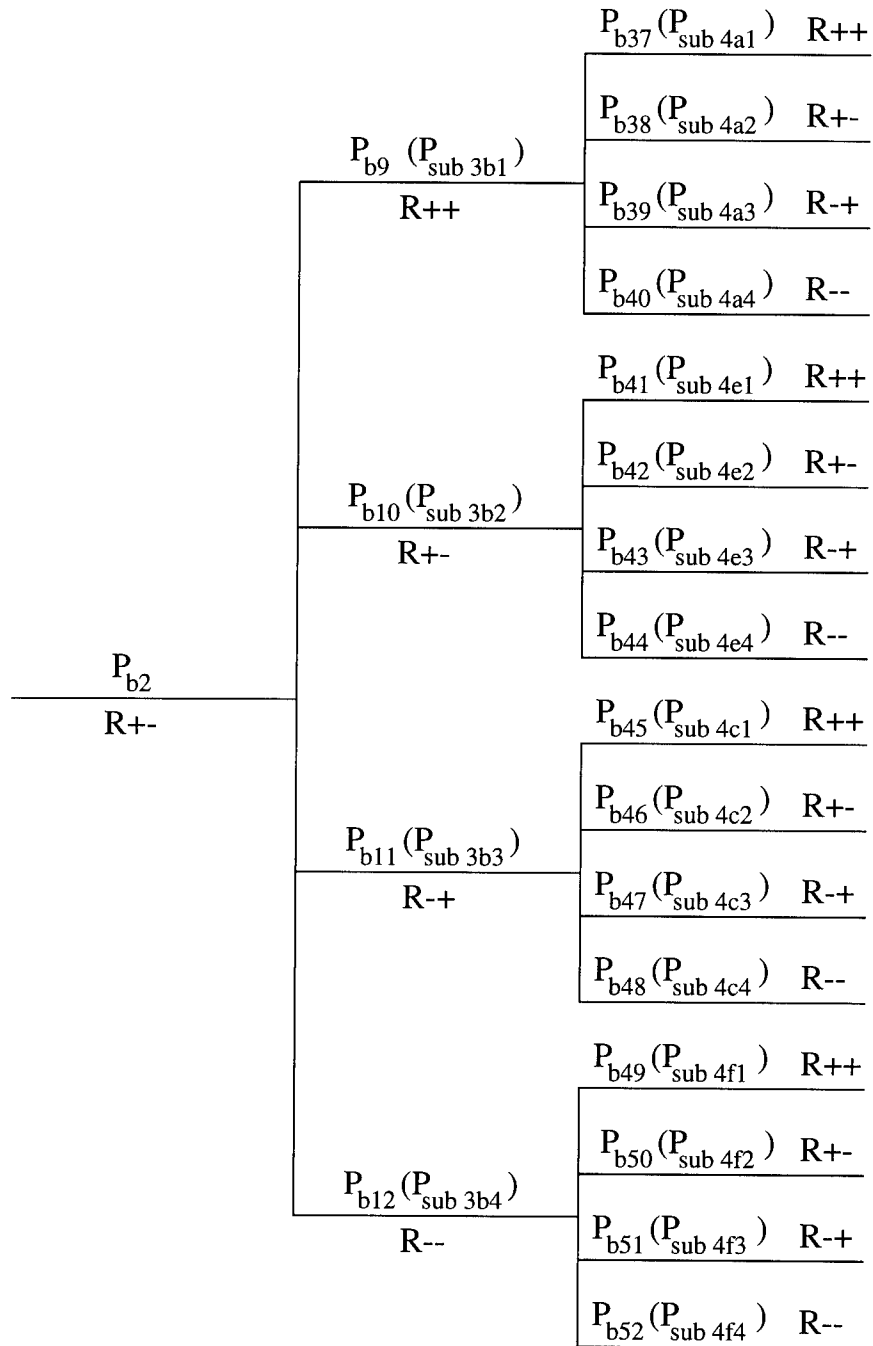 P_b37 (P_sub 4a1) R++
P_b38 (P_sub 4a2) R+-
P_b9 (P_sub 3b1)
R++
P_b39 (P_sub 4a3) R-+
P_b40 (P_sub 4a4) R--
P_b41 (P_sub 4e1) R++
P_b42 (P_sub 4e2) R+-
P_b10 (P_sub 3b2)
R+-
P_b43 (P_sub 4e3) R-+
P_b44 (P_sub 4e4) R--
P_b2
R+-
P_b45 (P_sub 4c1) R++
P_b46 (P_sub 4c2) R+-
P_b11 (P_sub 3b3)
R-+
P_b47 (P_sub 4c3) R-+
P_b48 (P_sub 4c4) R--
P_b49 (P_sub 4f1) R++
P_b50 (P_sub 4f2) R+-
P_b12 (P_sub 3b4)
R--
P_b51 (P_sub 4f3) R-+
P_b52 (P_sub 4f4) R--